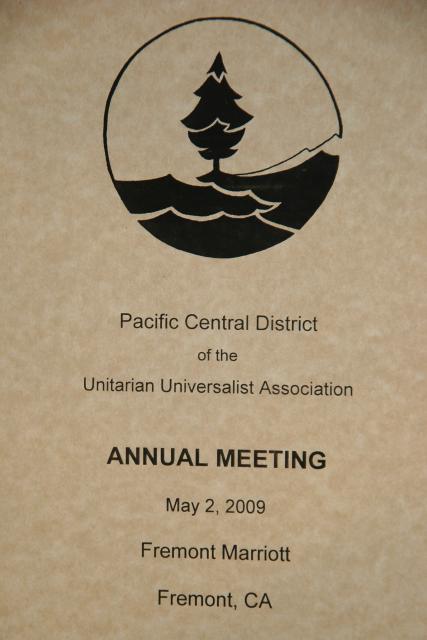 Pacific Central District
of the
Unitarian Universalist Association
ANNUAL MEETING
May 2, 2009
Fremont Marriott
Fremont, CA